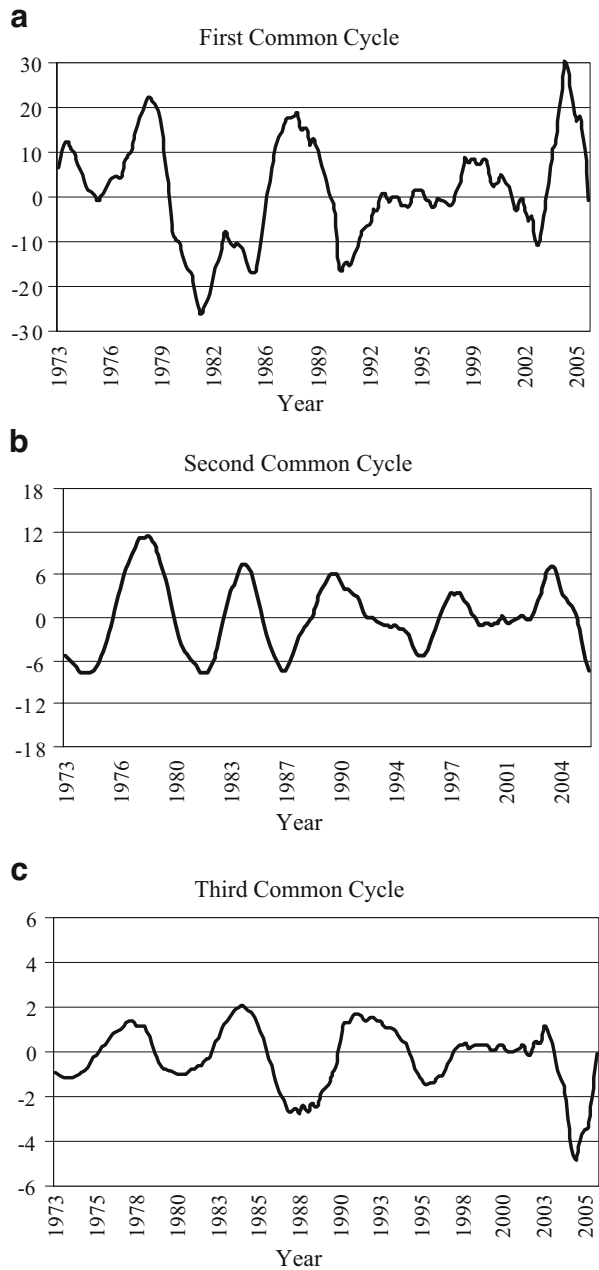 a
First Common Cycle
30
20
10
0
-10
-20
-30
1973 1976 1979 1982 1986 1989 1992 1995 1999 2002 2005
Year
b
Second Common Cycle
18
12
6
0
-6
-12
-18
1973 1976 1980 1983 1987 1990 1994 1997 2001 2004
Year
c
Third Common Cycle
6
4
2
0
-2
-4
-6
1973 1975 1978 1980 1983 1985 1988 1990 1993 1995 1998 2000 2003 2005
Year